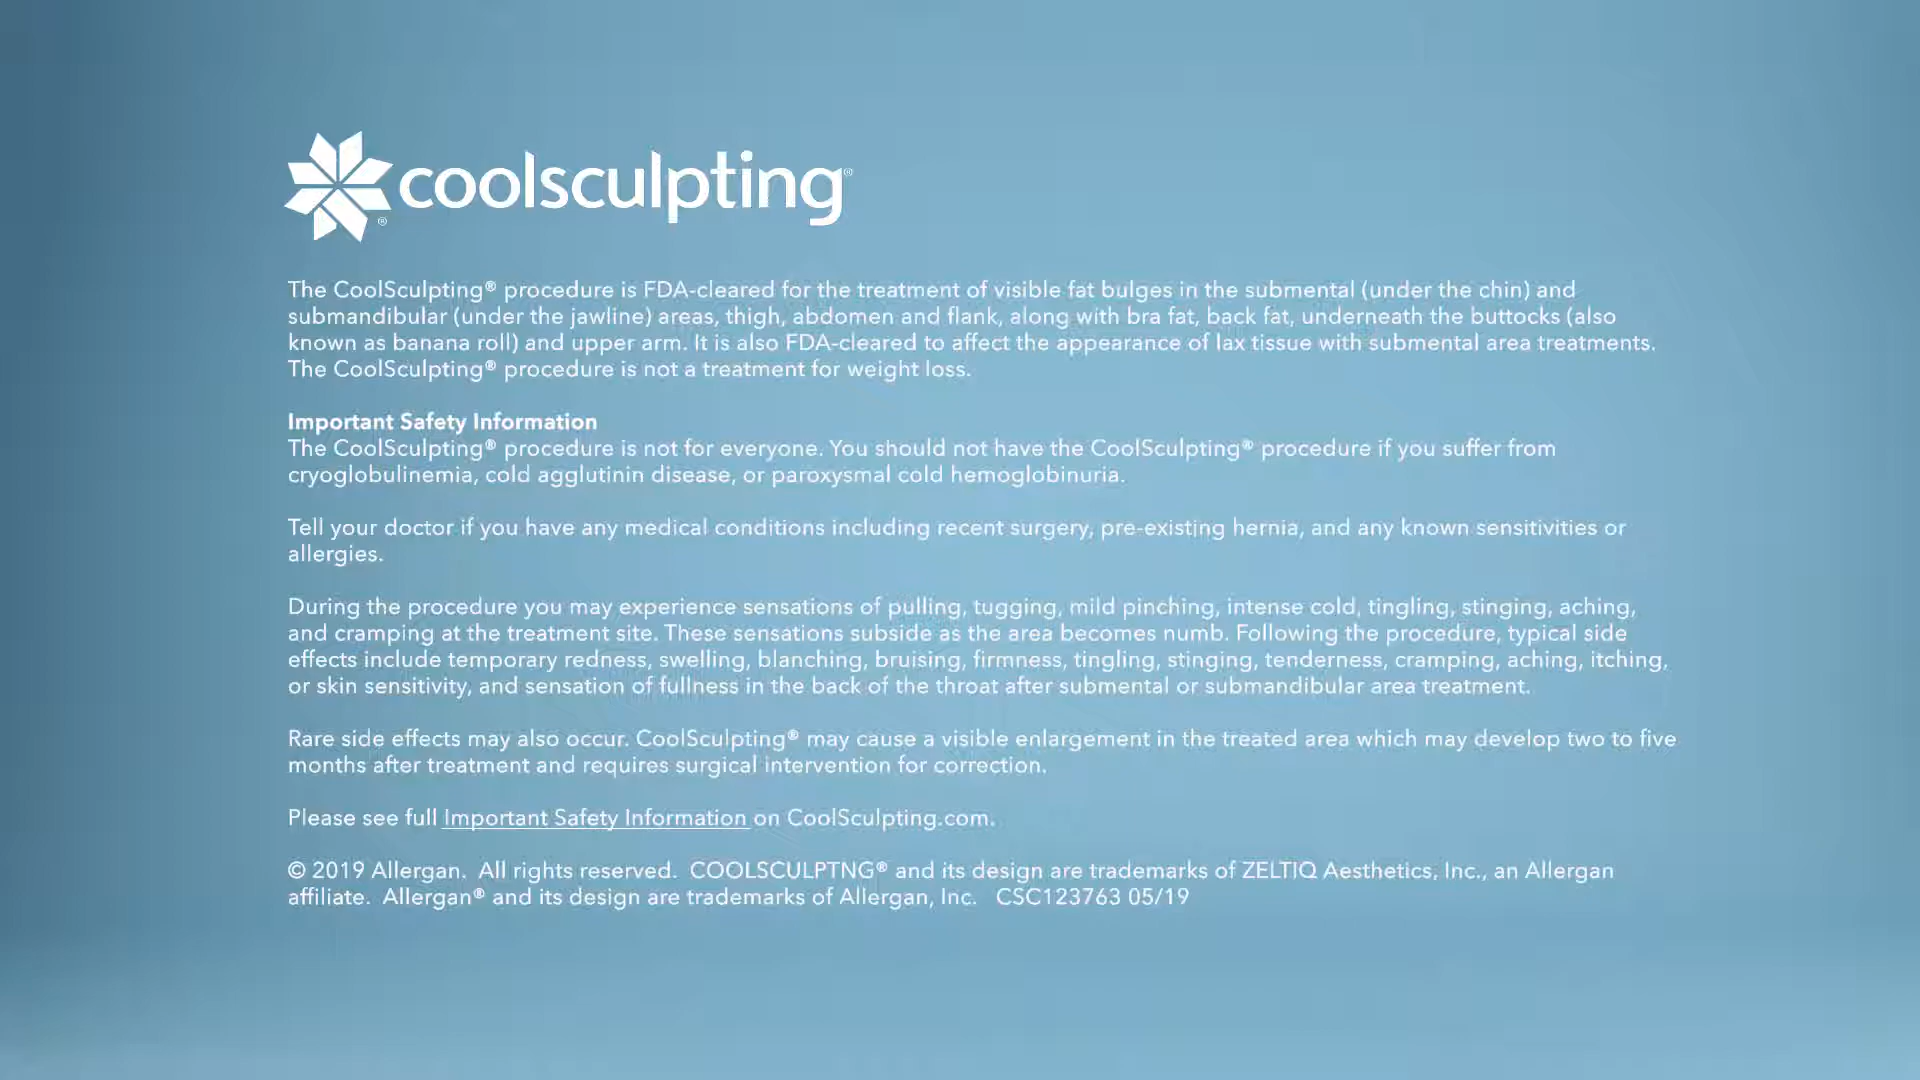 coolsculpting®
®
The CoolSculpting® procedure is FDA-cleared for the treatment of visible fat bulges in the submental (under the chin) and
submandibular (under the jawline) areas, thigh, abdomen and flank, along with bra fat, back fat, underneath the buttocks (also
known as banana roll) and upper arm. It is also FDA-cleared to affect the appearance of lax tissue with submental area treatments.
The CoolSculpting® procedure is not a treatment for weight loss.
Important Safety Information
The CoolSculpting® procedure is not for everyone. You should not have the CoolSculpting® procedure if you suffer from
cryoglobulinemia, cold agglutinin disease, or paroxysmal cold hemoglobinuria.
Tell your doctor if you have any medical conditions including recent surgery, pre-existing hernia, and any known sensitivities or
allergies.
During the procedure you may experience sensations of pulling, tugging, mild pinching, intense cold, tingling, stinging, aching,
and cramping at the treatment site. These sensations subside as the area becomes numb. Following the procedure, typical side
effects include temporary redness, swelling, blanching, bruising, firmness, tingling, stinging, tenderness, cramping, aching, itching,
or skin sensitivity, and sensation of fullness in the back of the throat after submental or submandibular area treatment.
Rare side effects may also occur. CoolSculpting® may cause a visible enlargement in the treated area which may develop two to five
months after treatment and requires surgical intervention for correction.
Please see full Important Safety Information on CoolSculpting.com.
© 2019 Allergan. All rights reserved. COOLSCULPTNG® and its design are trademarks of ZELTIQ Aesthetics, Inc., an Allergan
affiliate. Allergan® and its design are trademarks of Allergan, Inc. CSC123763 05/19